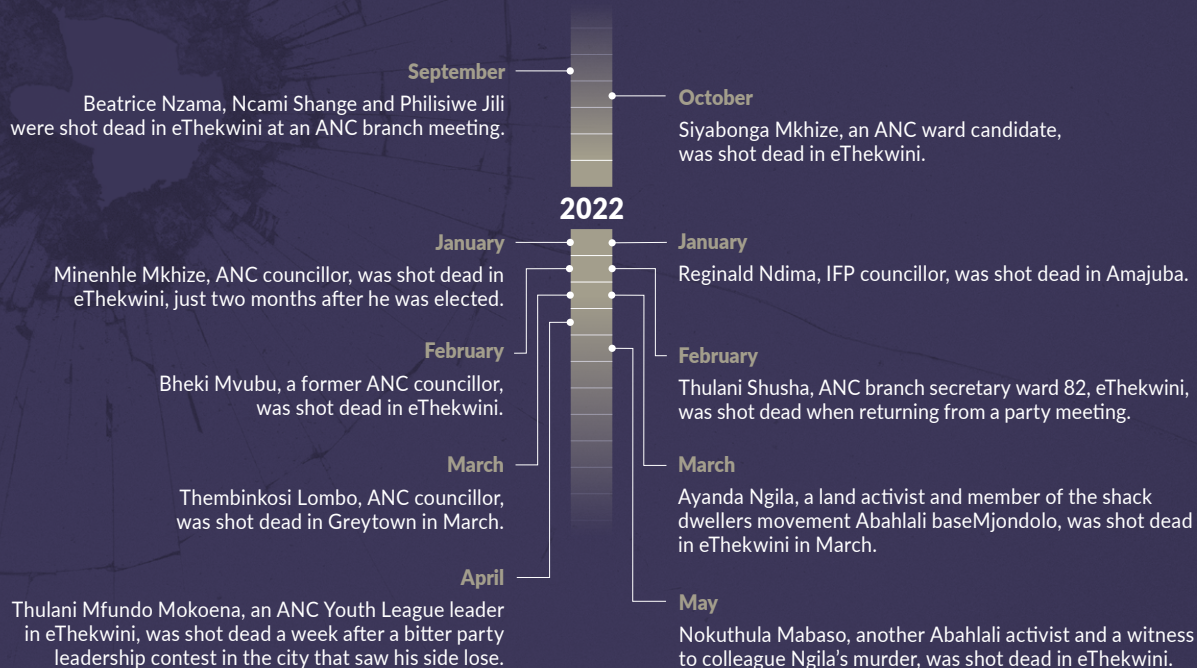 September
Beatrice Nzama, Ncami Shange and Philisiwe Jili
were shot dead in eThekwini at an ANC branch meeting.
October
Siyabonga Mkhize, an ANC ward candidate,
was shot dead in eThekwini.
2022
January
Minenhle Mkhize, ANC councillor, was shot dead in
eThekwini, just two months after he was elected.
January
Reginald Ndima, IFP councillor, was shot dead in Amajuba.
February
Bheki Mvubu, a former ANC councillor,
was shot dead in eThekwini.
February
Thulani Shusha, ANC branch secretary ward 82, eThekwini,
was shot dead when returning from a party meeting.
March
Thembinkosi Lombo, ANC councillor,
was shot dead in Greytown in March.
March
Ayanda Ngila, a land activist and member of the shack
dwellers movement Abahlali baseMjondolo, was shot dead
in eThekwini in March.
April
Thulani Mfundo Mokoena, an ANC Youth League leader
in eThekwini, was shot dead a week after a bitter party
leadership contest in the city that saw his side lose.
May
Nokuthula Mabaso, another Abahlali activist and a witness
to colleague Ngila's murder, was shot dead in eThekwini.